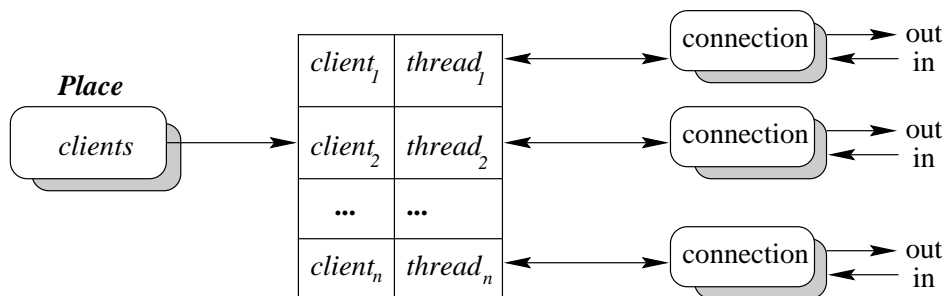 Place
clients
client1 thread1
client2 thread2
... ...
clientn threadn
connection
out
in
connection
out
in
connection
out
in